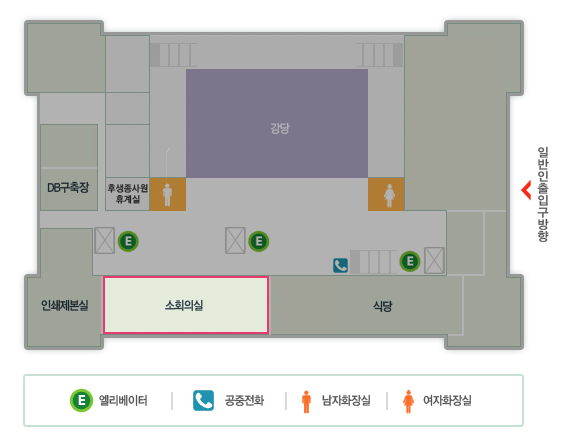 강당
DB구축장
후생종사원
휴게실
E
E
E
인쇄제본실
소회의실
식당
일반인출입구방향
E 엘리베이터
공중전화
남자화장실
여자화장실